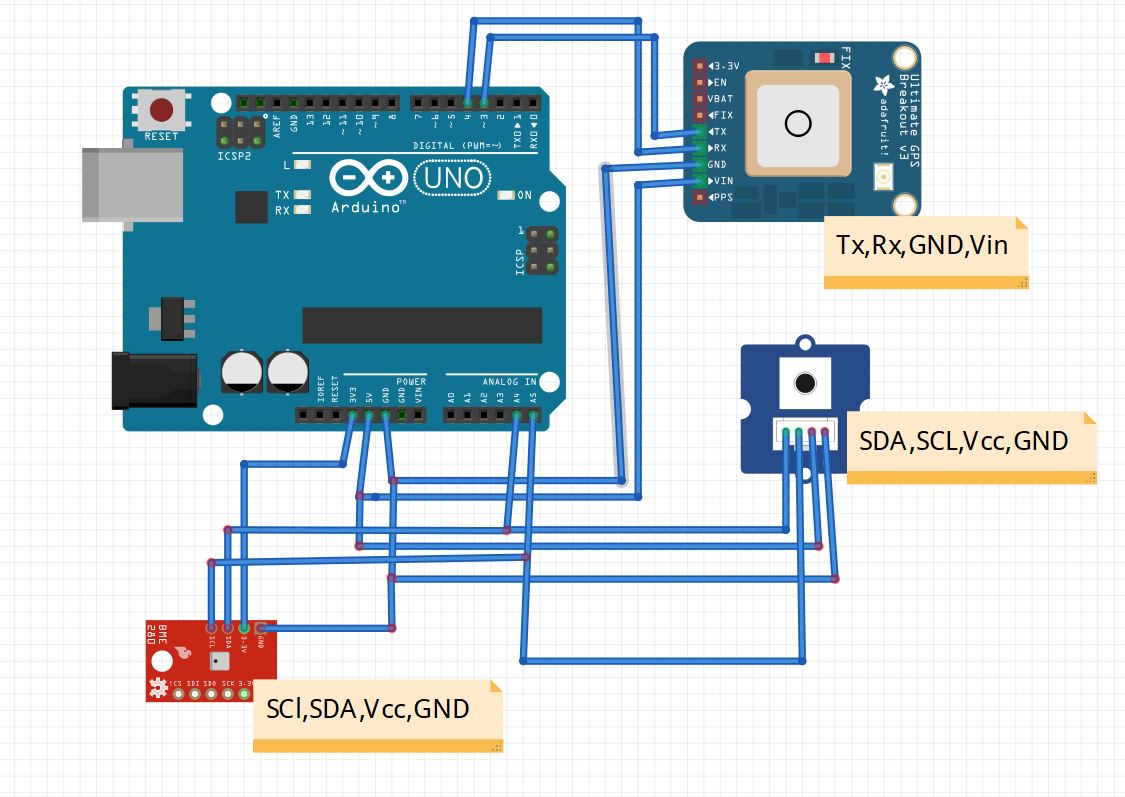 RESET
ICSP2
AREF
GND
13
12
~11
~10
~9
8
7
~6
~5
4
~3
2
TX▶1
RX◀0
DIGITAL (PWM=~)
L
TX
RX
UNO
Arduino™
ON
1
ICSP
IOREF
RESET
3V3
5V
GND
GND
VIN
POWER
ANALOG IN
A0
A1
A2
A3
A4
A5
3.3V
EN
VBAT
FIX
TX
RX
GND
VIN
PPS
FIX
adafruit!
Ultimate GPS
Breakout v3
Tx,Rx,GND,Vin
SDA,SCL,Vcc,GND
BME
280
SCL
SDA
3.3V
GND
!CS
SDI
SDO
SCK
SCl,SDA,Vcc,GND